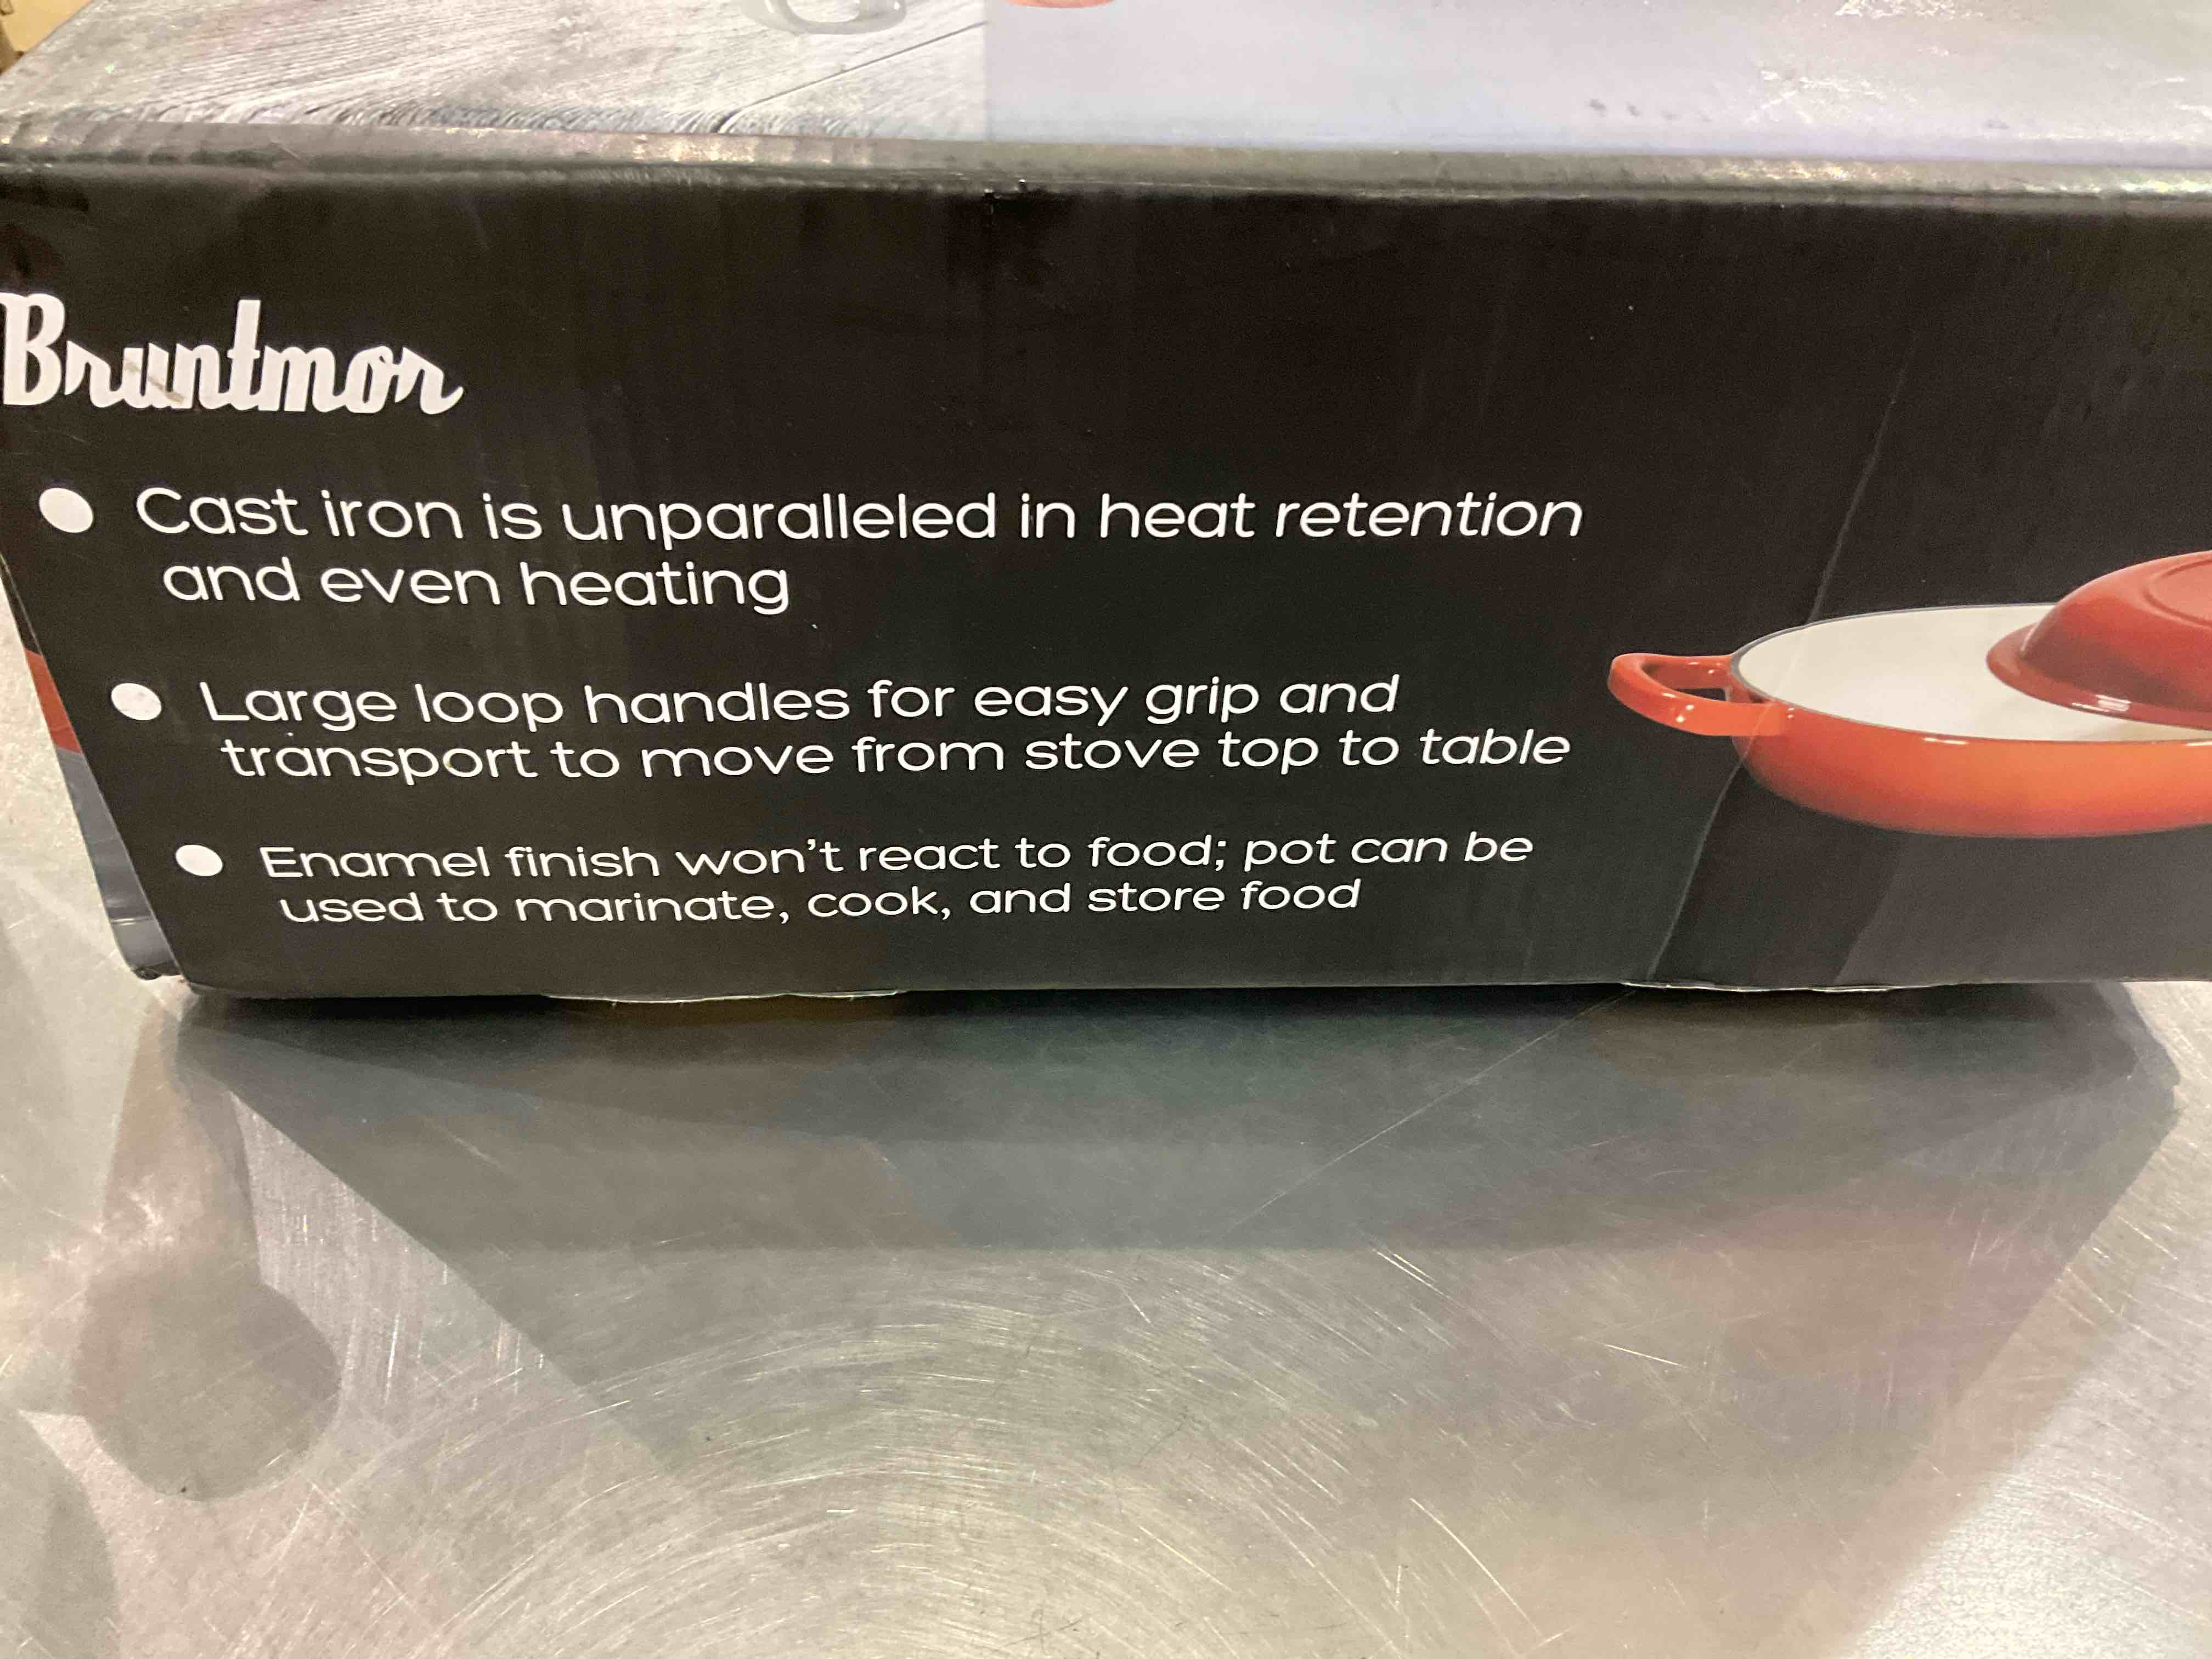 Bruntmor
● Cast iron is unparalleled in heat retention
and even heating
● Large loop handles for easy grip and
transport to move from stove top to table
● Enamel finish won't react to food; pot can be
used to marinate, cook, and store food